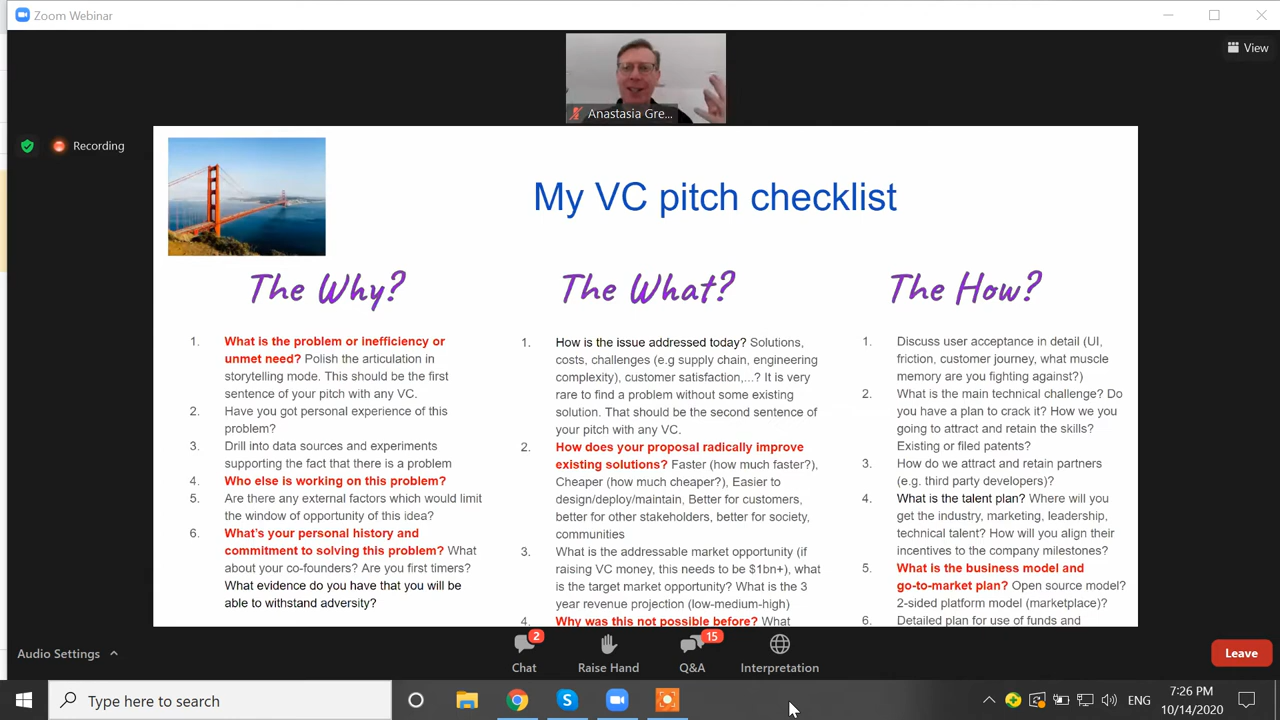 Zoom Webinar
View
Anastasia Gre...
Recording
My VC pitch checklist
The Why?
1. What is the problem or inefficiency or
unmet need? Polish the articulation in
storytelling mode. This should be the first
sentence of your pitch with any VC.
2. Have you got personal experience of this
problem?
3. Drill into data sources and experiments
supporting the fact that there is a problem
4. Who else is working on this problem?
5. Are there any external factors which would limit
the window of opportunity of this idea?
6. What's your personal history and
commitment to solving this problem? What
about your co-founders? Are you first timers?
What evidence do you have that you will be
able to withstand adversity?
The What?
1. How is the issue addressed today? Solutions,
costs, challenges (e.g supply chain, engineering
complexity), customer satisfaction,...? It is very
rare to find a problem without some existing
solution. That should be the second sentence of
your pitch with any VC.
2. How does your proposal radically improve
existing solutions? Faster (how much faster?),
Cheaper (how much cheaper?), Easier to
design/deploy/maintain, Better for customers,
better for other stakeholders, better for society,
communities
3. What is the addressable market opportunity (if
raising VC money, this needs to be $1bn+), what
is the target market opportunity? What is the 3
year revenue projection (low-medium-high)
4. Why was this not possible before? What
The How?
1. Discuss user acceptance in detail (UI,
friction, customer journey, what muscle
memory are you fighting against?)
2. What is the main technical challenge? Do
you have a plan to crack it? How we you
going to attract and retain the skills?
Existing or filed patents?
3. How do we attract and retain partners
(e.g. third party developers)?
4. What is the talent plan? Where will you
get the industry, marketing, leadership,
technical talent? How will you align their
incentives to the company milestones?
5. What is the business model and
go-to-market plan? Open source model?
2-sided platform model (marketplace)?
6. Detailed plan for use of funds and
Audio Settings
2
Chat
Raise Hand
15
Q&A
Interpretation
Leave
Type here to search
ENG
7:26 PM
10/14/2020